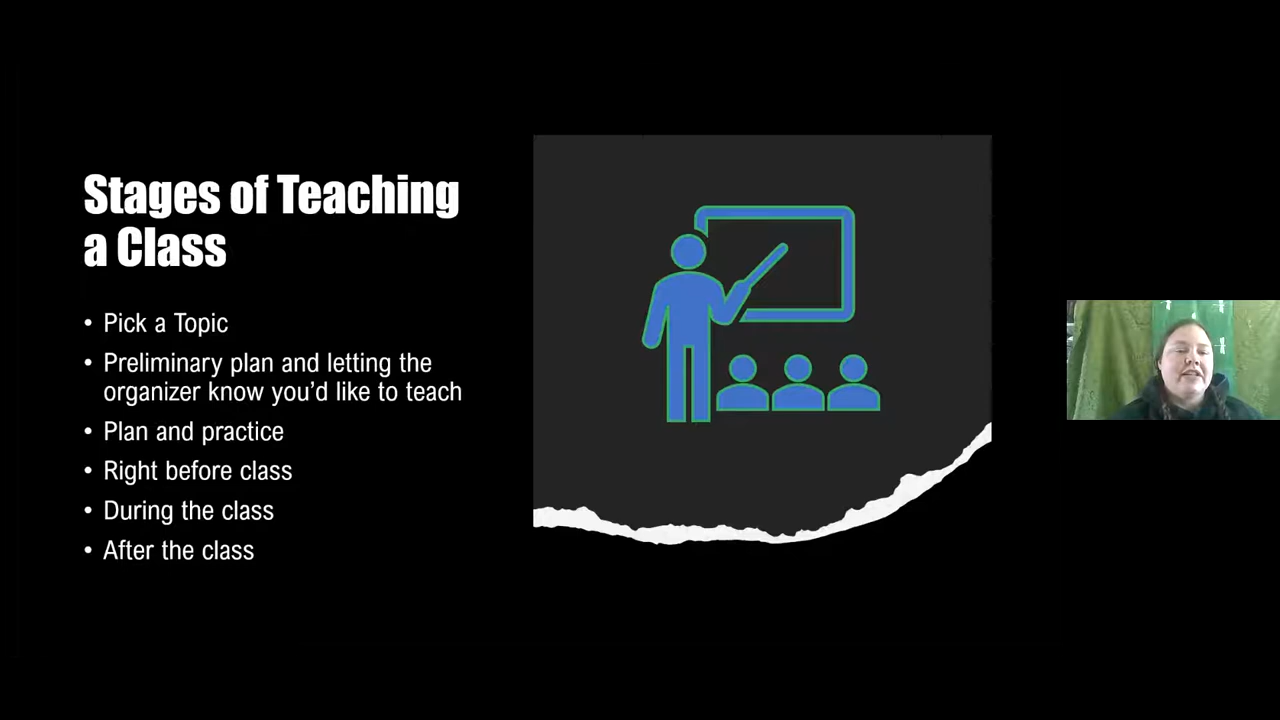 Stages of Teaching
a Class
• Pick a Topic
• Preliminary plan and letting the
organizer know you’d like to teach
• Plan and practice
• Right before class
• During the class
• After the class